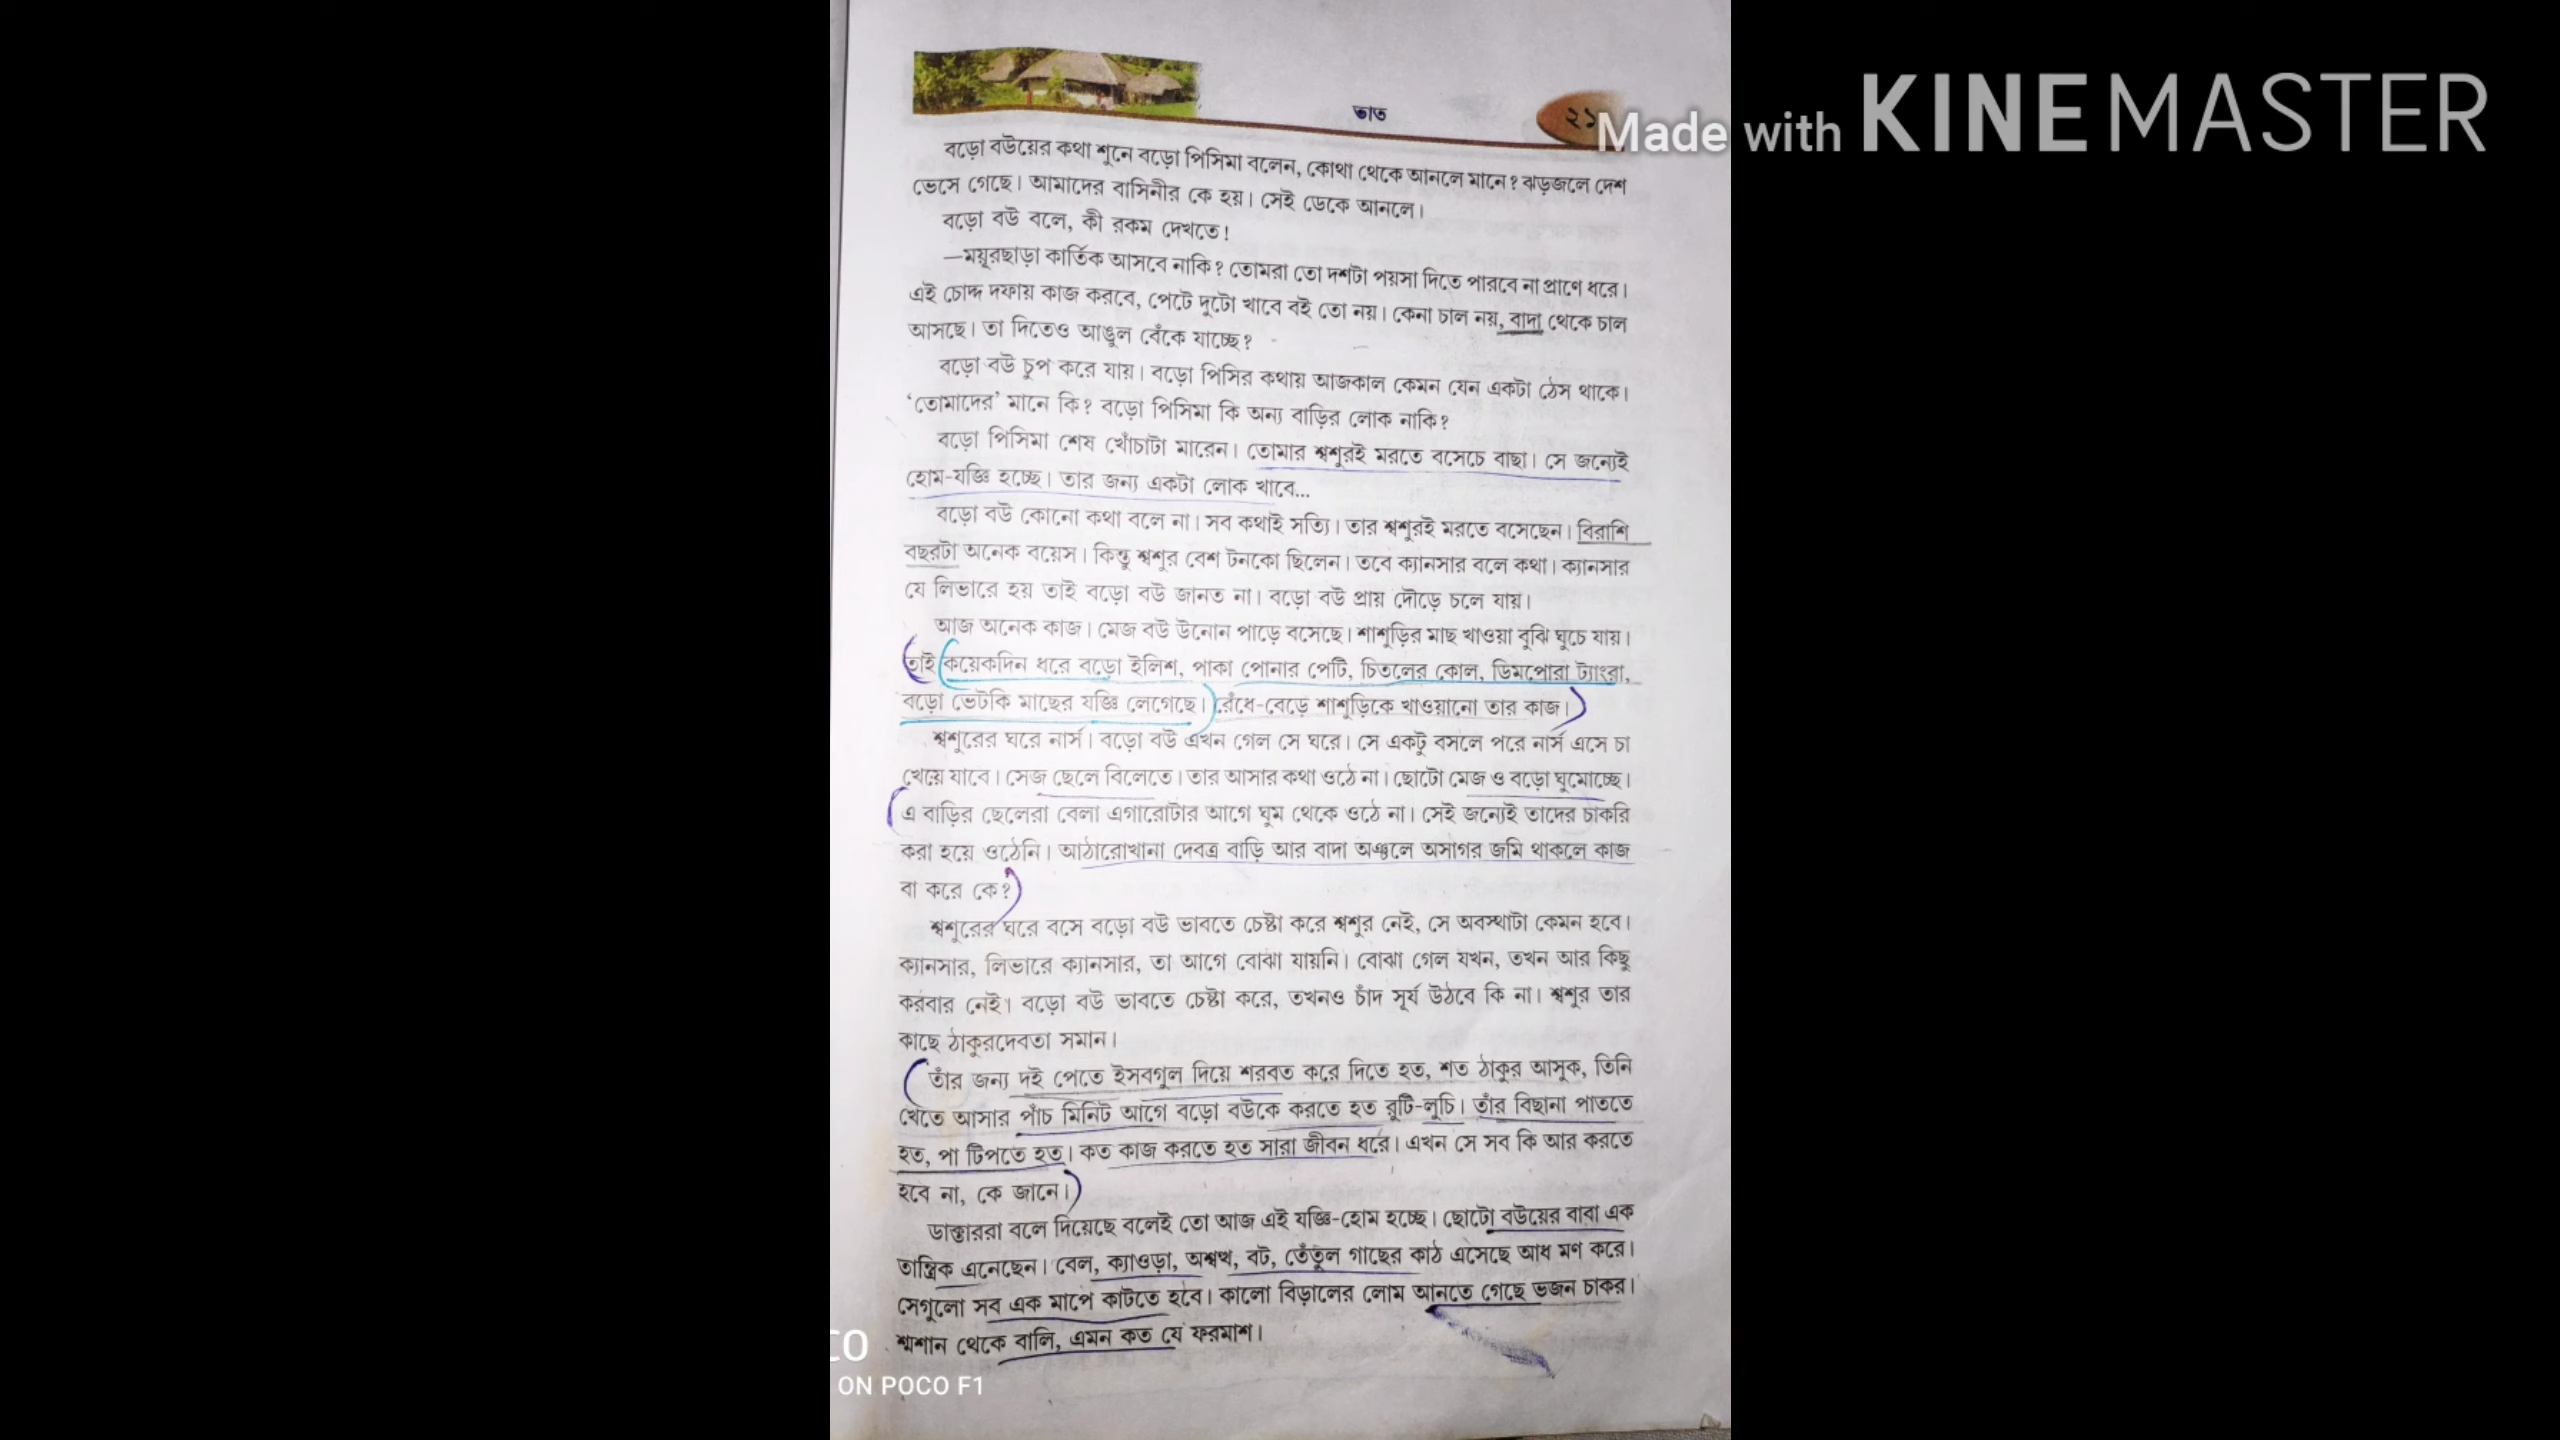 ভাত
২১
Made with KINEMASTER
বড়ো বউয়ের কথা শুনে বড়ো পিসিমা বলেন, কোথা থেকে আনলে মানে? ঝড়জলে দেশ
ভেসে গেছে। আমাদের বাসিনীর কে হয়। সেই ডেকে আনলে।
বড়ো বউ বলে, কী রকম দেখতে!
—ময়ূরছাড়া কার্তিক আসবে নাকি? তোমরা তো দশটা পয়সা দিতে পারবে না প্রাণে ধরে।
এই চোদ্দ দফায় কাজ করবে, পেটে দুটো খাবে বই তো নয়। কেনা চাল নয়, বাদা থেকে চাল
আসছে। তা দিতেও আঙুল বেঁকে যাচ্ছে?
বড়ো বউ চুপ করে যায়। বড়ো পিসির কথায় আজকাল কেমন যেন একটা ঠেস থাকে।
‘তোমাদের’ মানে কি? বড়ো পিসিমা কি অন্য বাড়ির লোক নাকি?
বড়ো পিসিমা শেষ খোঁচাটা মারেন। তোমার শ্বশুরই মরতে বসেচে বাছা। সে জন্যেই
হোম-যজ্ঞি হচ্ছে। তার জন্য একটা লোক খাবে...
বড়ো বউ কোনো কথা বলে না। সব কথাই সত্যি। তার শ্বশুরই মরতে বসেছেন। বিরাশি
বছরটা অনেক বয়েস। কিন্তু শ্বশুর বেশ টনকো ছিলেন। তবে ক্যানসার বলে কথা। ক্যানসার
যে লিভারে হয় তাই বড়ো বউ জানত না। বড়ো বউ প্রায় দৌড়ে চলে যায়।
আজ অনেক কাজ। মেজ বউ উনোন পাড়ে বসেছে। শাশুড়ির মাছ খাওয়া বুঝি ঘুচে যায়।
তাই কয়েকদিন ধরে বড়ো ইলিশ, পাকা পোনার পেটি, চিতলের কোল, ডিমপোরা ট্যাংরা,
বড়ো ভেটকি মাছের যজ্ঞি লেগেছে। রেঁধে-বেড়ে শাশুড়িকে খাওয়ানো তার কাজ।
শ্বশুরের ঘরে নার্স। বড়ো বউ এখন গেল সে ঘরে। সে একটু বসলে পরে নার্স এসে চা
খেয়ে যাবে। সেজ ছেলে বিলেতে। তার আসার কথা ওঠে না। ছোটো মেজ ও বড়ো ঘুমোচ্ছে।
এ বাড়ির ছেলেরা বেলা এগারোটার আগে ঘুম থেকে ওঠে না। সেই জন্যেই তাদের চাকরি
করা হয়ে ওঠেনি। আঠারোখানা দেবত্র বাড়ি আর বাদা অঞ্চলে অসাগর জমি থাকলে কাজ
বা করে কে?
শ্বশুরের ঘরে বসে বড়ো বউ ভাবতে চেষ্টা করে শ্বশুর নেই, সে অবস্থাটা কেমন হবে।
ক্যানসার, লিভারে ক্যানসার, তা আগে বোঝা যায়নি। বোঝা গেল যখন, তখন আর কিছু
করবার নেই। বড়ো বউ ভাবতে চেষ্টা করে, তখনও চাঁদ সূর্য উঠবে কি না। শ্বশুর তার
কাছে ঠাকুরদেবতা সমান।
তাঁর জন্য দই পেতে ইসবগুল দিয়ে শরবত করে দিতে হত, শত ঠাকুর আসুক, তিনি
খেতে আসার পাঁচ মিনিট আগে বড়ো বউকে করতে হত রুটি-লুচি। তাঁর বিছানা পাততে
হত, পা টিপতে হত। কত কাজ করতে হত সারা জীবন ধরে। এখন সে সব কি আর করতে
হবে না, কে জানে।
ডাক্তাররা বলে দিয়েছে বলেই তো আজ এই যজ্ঞি-হোম হচ্ছে। ছোটো বউয়ের বাবা এক
তান্ত্রিক এনেছেন। বেল, ক্যাওড়া, অশ্বত্থ, বট, তেঁতুল গাছের কাঠ এসেছে আধ মণ করে।
সেগুলো সব এক মাপে কাটতে হবে। কালো বিড়ালের লোম আনতে গেছে ভজন চাকর।
শ্মশান থেকে বালি, এমন কত যে ফরমাশ।
CO
ON POCO F1